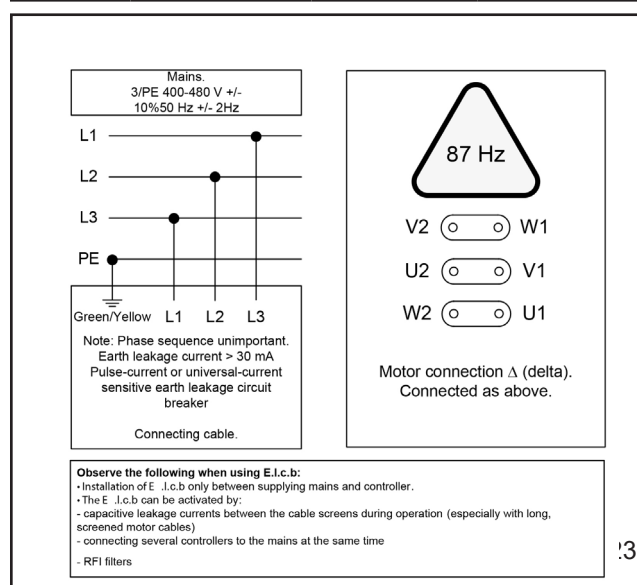 Mains.
3/PE 400-480 V +/-
10%50 Hz +/- 2Hz
L1
L2
L3
PE
Green/Yellow L1 L2 L3
Note: Phase sequence unimportant.
Earth leakage current > 30 mA
Pulse-current or universal-current
sensitive earth leakage circuit
breaker
Connecting cable.
87 Hz
V2 W1
U2 V1
W2 U1
Motor connection Δ (delta).
Connected as above.
Observe the following when using E.l.c.b:
• Installation of E .l.c.b only between supplying mains and controller.
• The E .l.c.b can be activated by:
- capacitive leakage currents between the cable screens during operation (especially with long,
screened motor cables)
- connecting several controllers to the mains at the same time
- RFI filters